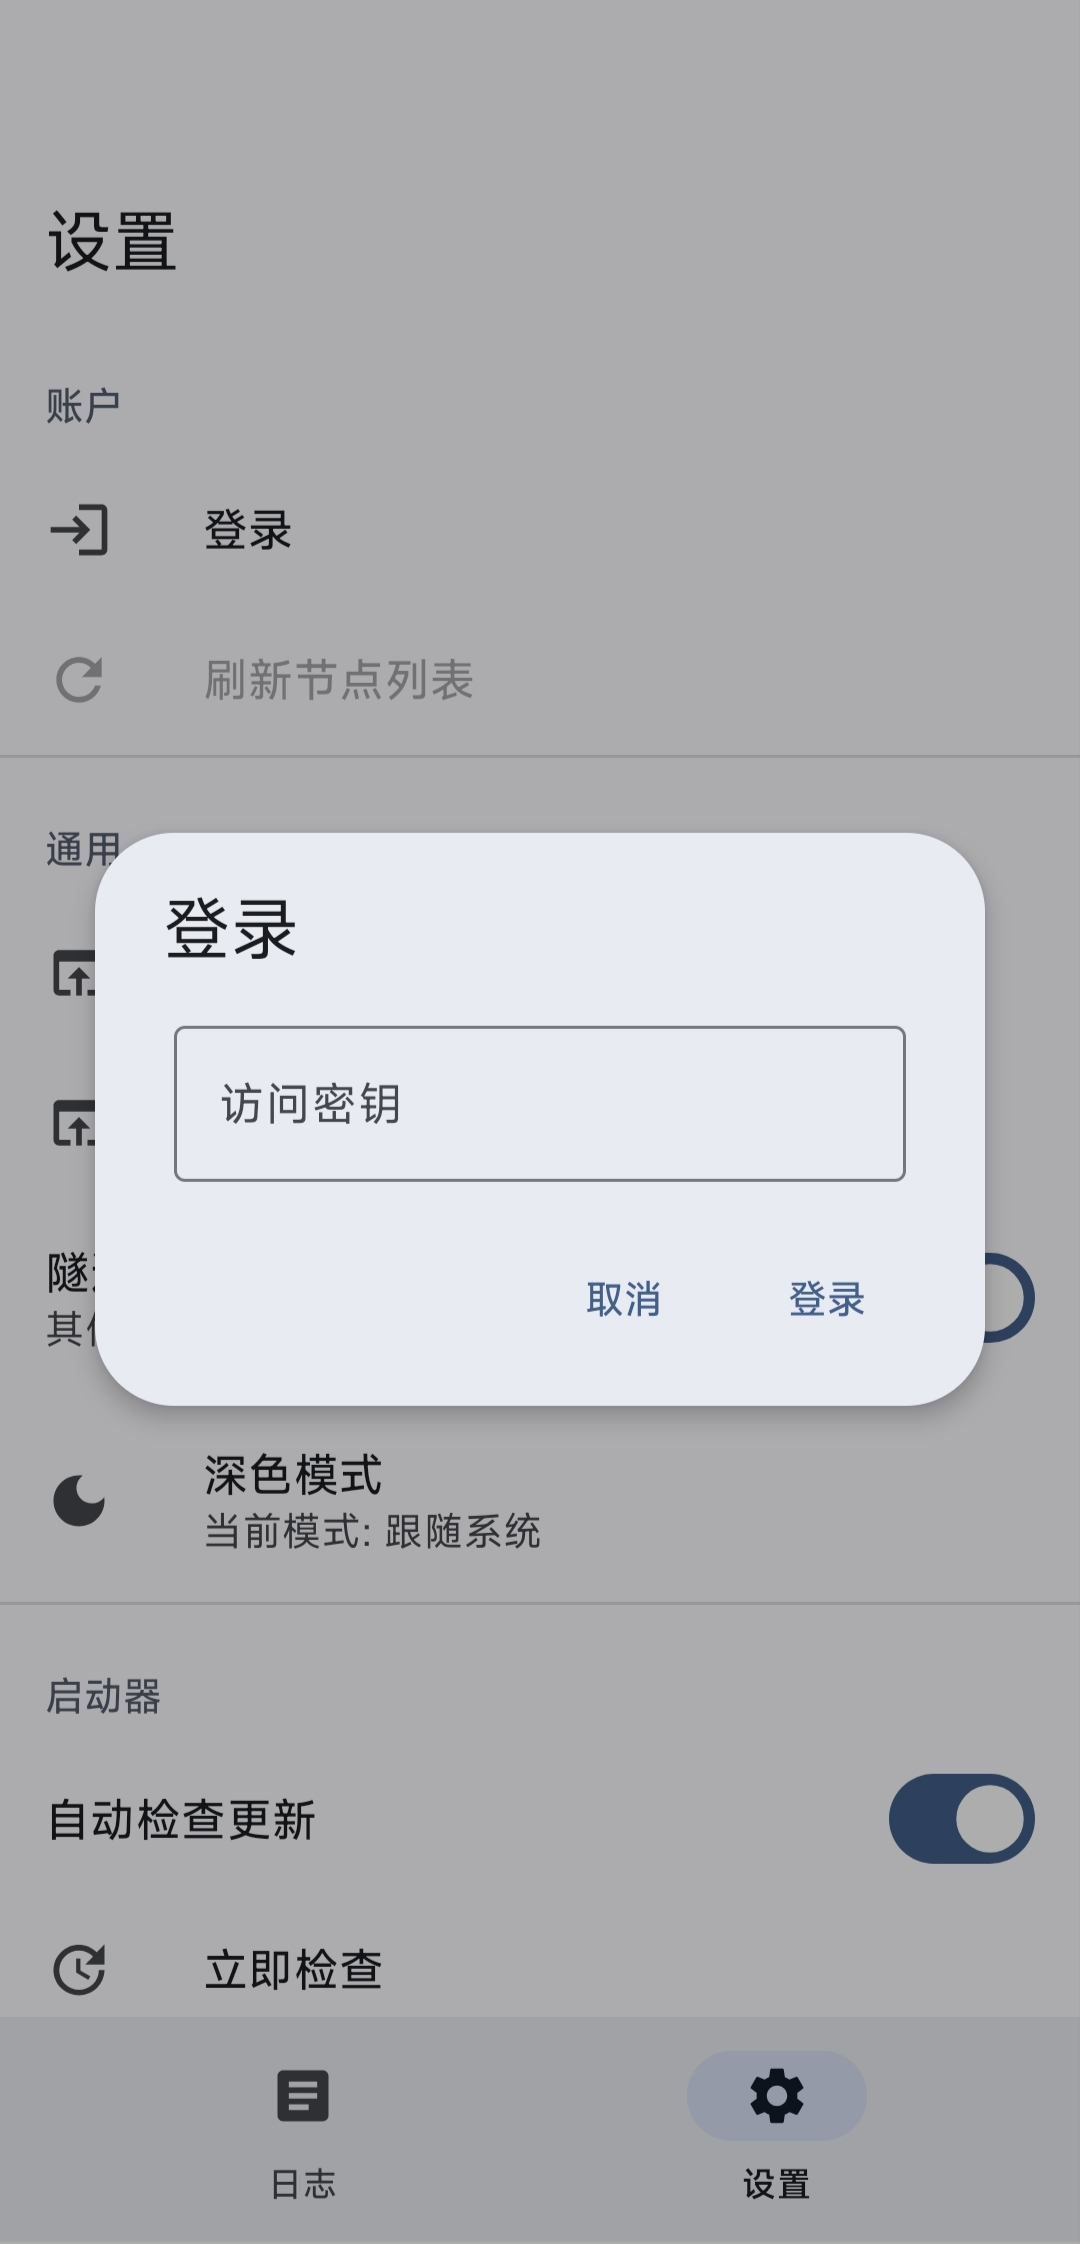 设置
账户
登录
刷新节点列表
通用
登录
访问密钥
取消 登录
隧
其
深色模式
当前模式: 跟随系统
启动器
自动检查更新
立即检查
日志 设置